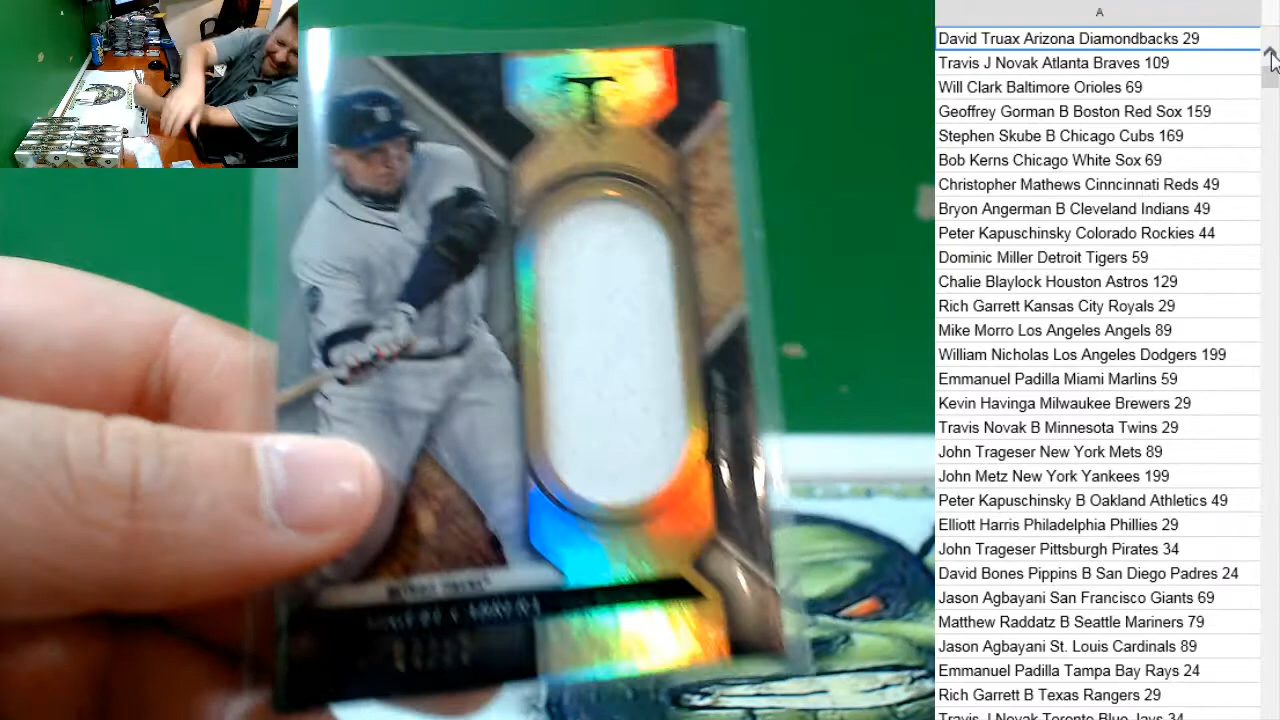 A
David Truax Arizona Diamondbacks 29
Travis J Novak Atlanta Braves 109
Will Clark Baltimore Orioles 69
Geoffrey Gorman B Boston Red Sox 159
Stephen Skube B Chicago Cubs 169
Bob Kerns Chicago White Sox 69
Christopher Mathews Cinncinnati Reds 49
Bryon Angerman B Cleveland Indians 49
Peter Kapuschinsky Colorado Rockies 44
Dominic Miller Detroit Tigers 59
Chalie Blaylock Houston Astros 129
Rich Garrett Kansas City Royals 29
Mike Morro Los Angeles Angels 89
William Nicholas Los Angeles Dodgers 199
Emmanuel Padilla Miami Marlins 59
Kevin Havinga Milwaukee Brewers 29
Travis Novak B Minnesota Twins 29
John Trageser New York Mets 89
John Metz New York Yankees 199
Peter Kapuschinsky B Oakland Athletics 49
Elliott Harris Philadelphia Phillies 29
John Trageser Pittsburgh Pirates 34
David Bones Pippins B San Diego Padres 24
Jason Agbayani San Francisco Giants 69
Matthew Raddatz B Seattle Mariners 79
Jason Agbayani St. Louis Cardinals 89
Emmanuel Padilla Tampa Bay Rays 24
Rich Garrett B Texas Rangers 29
Travis J Novak Toronto Blue Jays 34